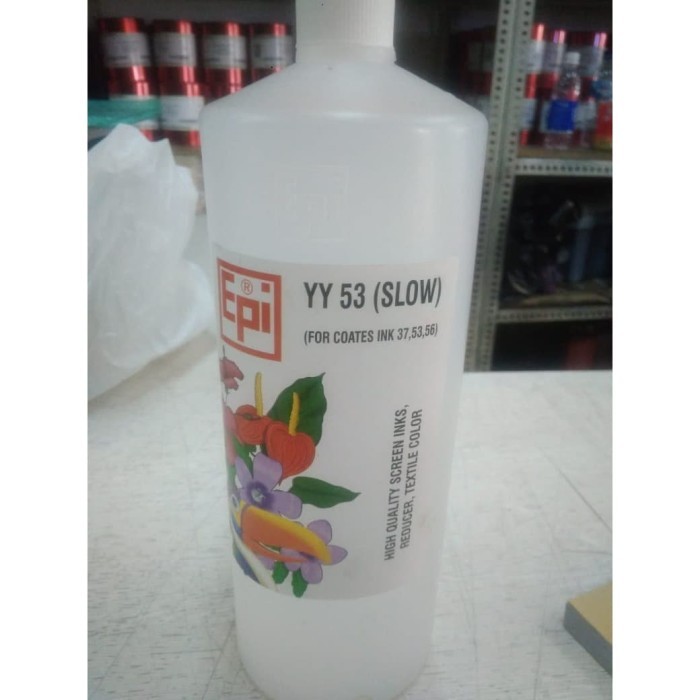 Epi®
YY 53 (SLOW)
(FOR COATES INK 37,53,56)
HIGH QUALITY SCREEN INKS,
REDUCER, TEXTILE COLOR